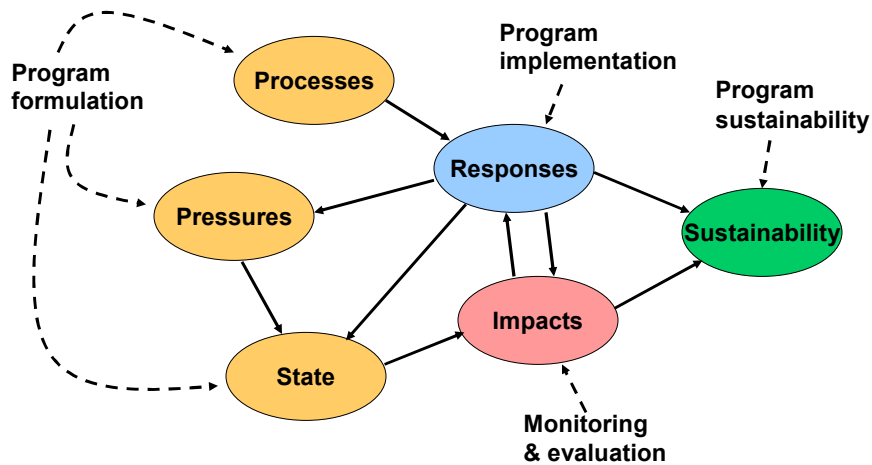 Program
formulation
Processes
Program
implementation
Program
sustainability
Responses
Pressures
Sustainability
Impacts
State
Monitoring
& evaluation